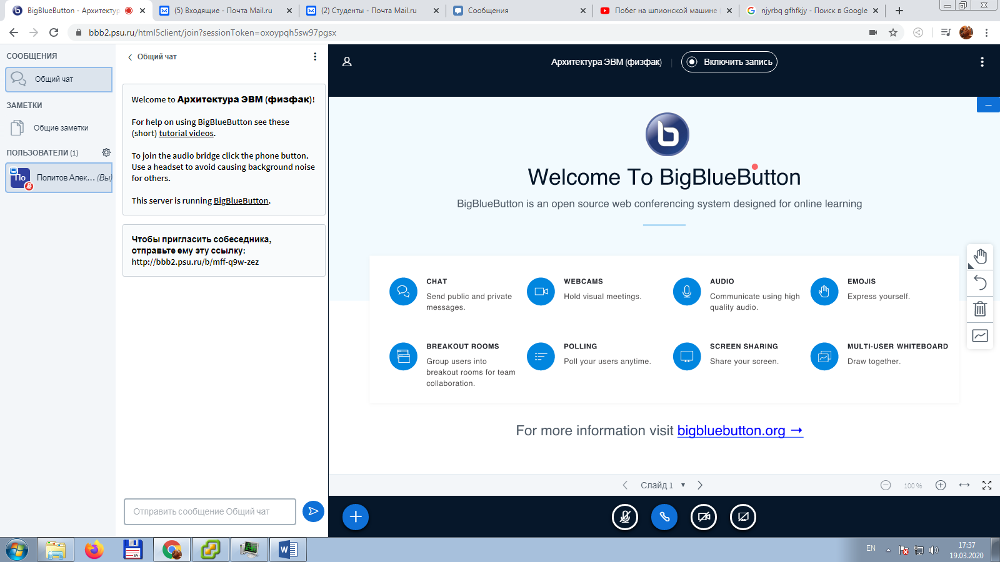 BigBlueButton - Архитектур
(5) Входящие - Почта Mail.ru
(2) Студенты - Почта Mail.ru
Сообщения
Побег на шпионской машине
njyrbq gfhfkjy - Поиск в Google
bbb2.psu.ru/html5client/join?sessionToken=oxoypqh5sw97pgsx
СООБЩЕНИЯ
Общий чат
ЗАМЕТКИ
Общие заметки
ПОЛЬЗОВАТЕЛИ (1)
По
Политов Алек... (Вы)
Общий чат
Welcome to Архитектура ЭВМ (физфак)!
For help on using BigBlueButton see these
(short) tutorial videos.
To join the audio bridge click the phone button.
Use a headset to avoid causing background noise
for others.
This server is running BigBlueButton.
Чтобы пригласить собеседника,
отправьте ему эту ссылку:
http://bbb2.psu.ru/b/mff-q9w-zez
Отправить сообщение Общий чат
Архитектура ЭВМ (физфак)
Включить запись
b
Welcome To BigBlueButton
BigBlueButton is an open source web conferencing system designed for online learning
CHAT
Send public and private
messages.
WEBCAMS
Hold visual meetings.
AUDIO
Communicate using high
quality audio.
EMOJIS
Express yourself.
BREAKOUT ROOMS
Group users into
breakout rooms for team
collaboration.
POLLING
Poll your users anytime.
SCREEN SHARING
Share your screen.
MULTI-USER WHITEBOARD
Draw together.
For more information visit bigbluebutton.org →
Слайд 1
100 %
64
W
EN
17:37
19.03.2020